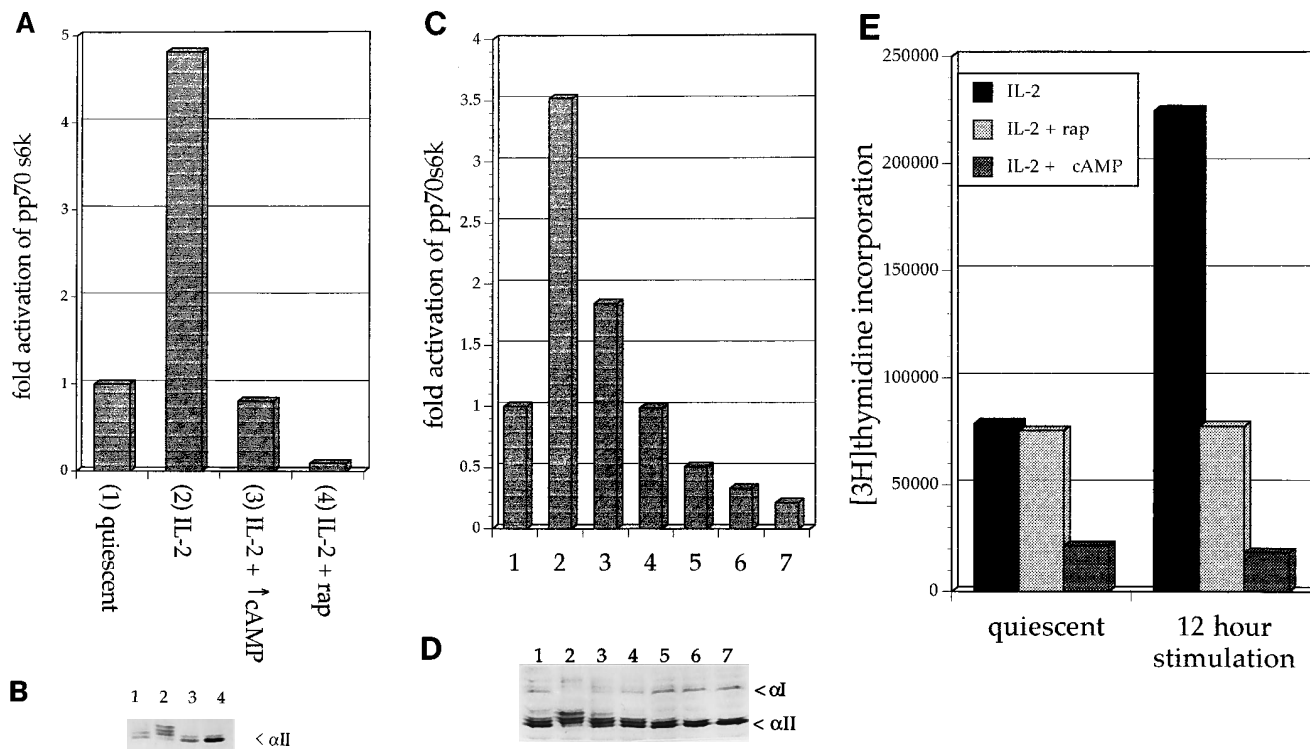 A
fold activation of pp70 s6k
5
4
3
2
1
0
(1) quiescent
(2) IL-2
(3) IL-2 + ↑cAMP
(4) IL-2 + rap
B
1 2 3 4
< αII
C
fold activation of pp70s6k
4
3.5
3
2.5
2
1.5
1
0.5
0
1 2 3 4 5 6 7
D
1 2 3 4 5 6 7
< αI
< αII
E
[3H]thymidine incorporation
250000
200000
150000
100000
50000
0
IL-2
IL-2 + rap
IL-2 + cAMP
quiescent
12 hour
stimulation